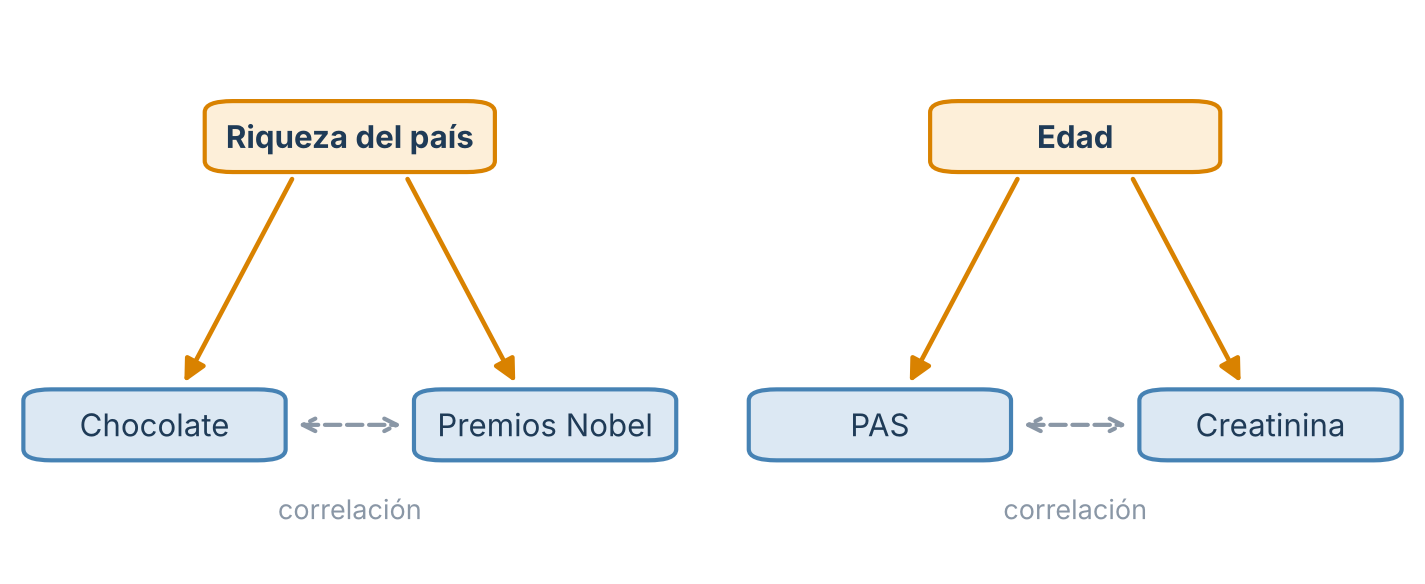 Riqueza del país
Edad
Chocolate
Premios Nobel
PAS
Creatinina
correlación
correlación